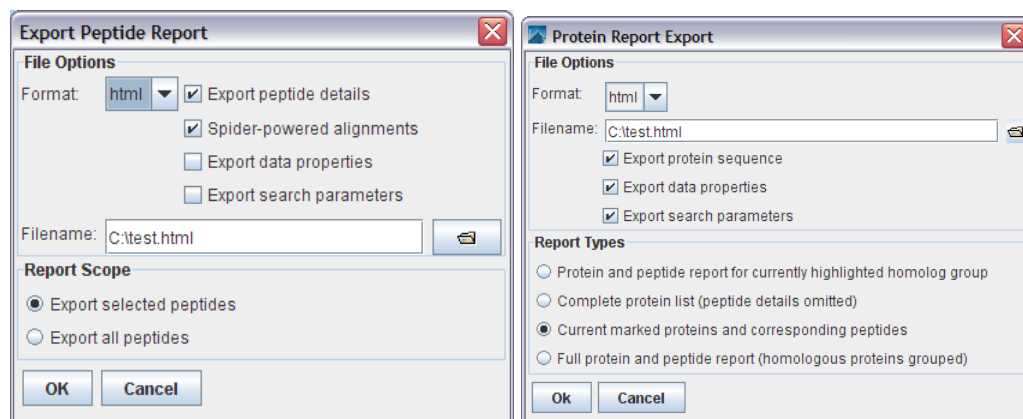 Export Peptide Report
File Options
Format: html Export peptide details
Spider-powered alignments
Export data properties
Export search parameters
Filename: C:\test.html
Report Scope
Export selected peptides
Export all peptides
OK Cancel
Protein Report Export
File Options
Format: html
Filename: C:\test.html
Export protein sequence
Export data properties
Export search parameters
Report Types
Protein and peptide report for currently highlighted homolog group
Complete protein list (peptide details omitted)
Current marked proteins and corresponding peptides
Full protein and peptide report (homologous proteins grouped)
Ok Cancel